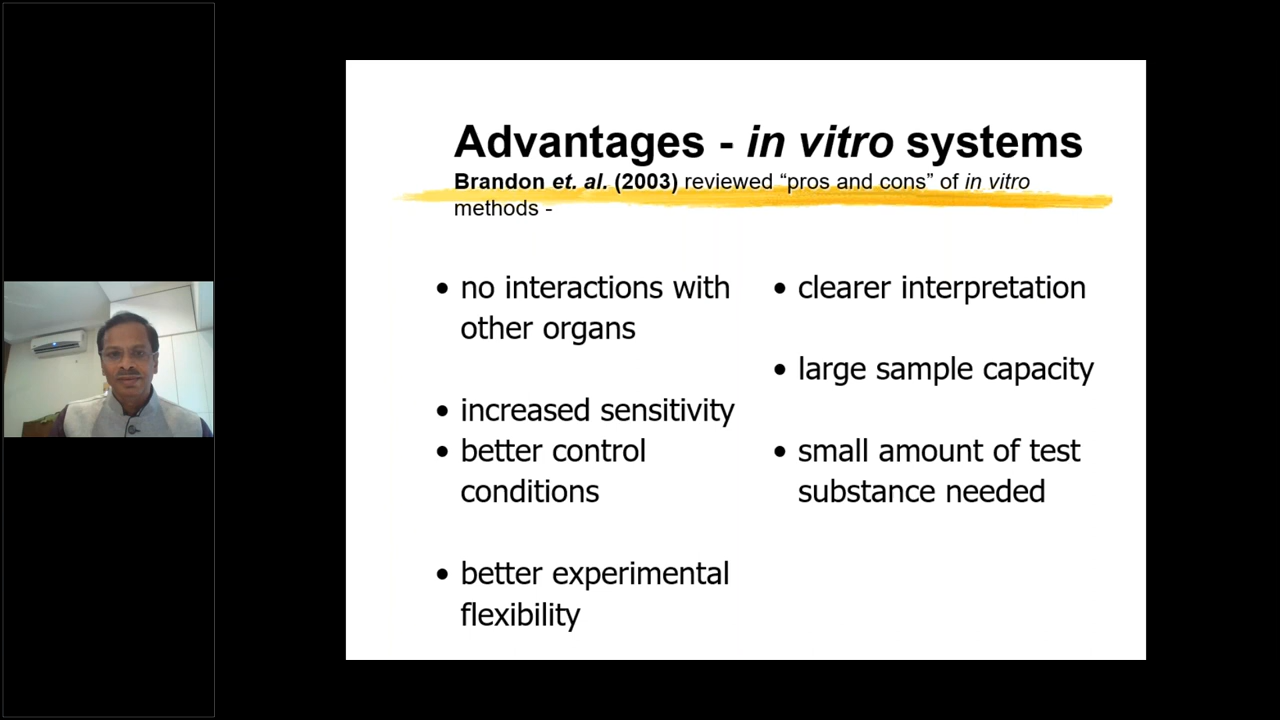 Advantages - in vitro systems
Brandon et. al. (2003) reviewed “pros and cons” of in vitro
methods -
• no interactions with
other organs
• increased sensitivity
• better control
conditions
• better experimental
flexibility
• clearer interpretation
• large sample capacity
• small amount of test
substance needed